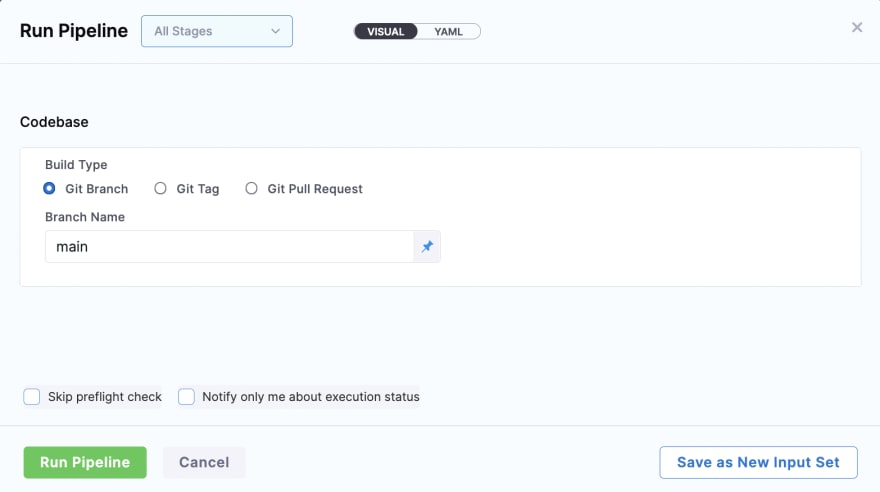 Run Pipeline All Stages VISUAL YAML
Codebase
Build Type
Git Branch Git Tag Git Pull Request
Branch Name
main
Skip preflight check Notify only me about execution status
Run Pipeline Cancel Save as New Input Set